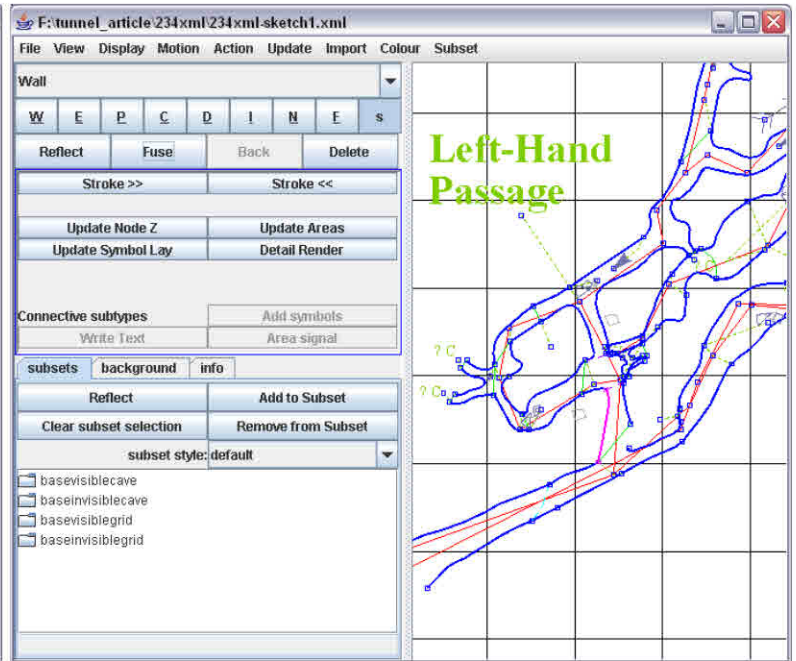 F:\tunnel_article\234xml\234xml-sketch1.xml
File View Display Motion Action Update Import Colour Subset
Wall
W E P C D I N F s
Reflect Fuse Back Delete
Stroke >> Stroke <<
Update Node Z Update Areas
Update Symbol Lay Detail Render
Connective subtypes Add symbols
Write Text Area signal
subsets background info
Reflect Add to Subset
Clear subset selection Remove from Subset
subset style: default
basevisiblecave
baseinvisiblecave
basevisiblegrid
baseinvisiblegrid
Left-Hand
Passage
? C
? C